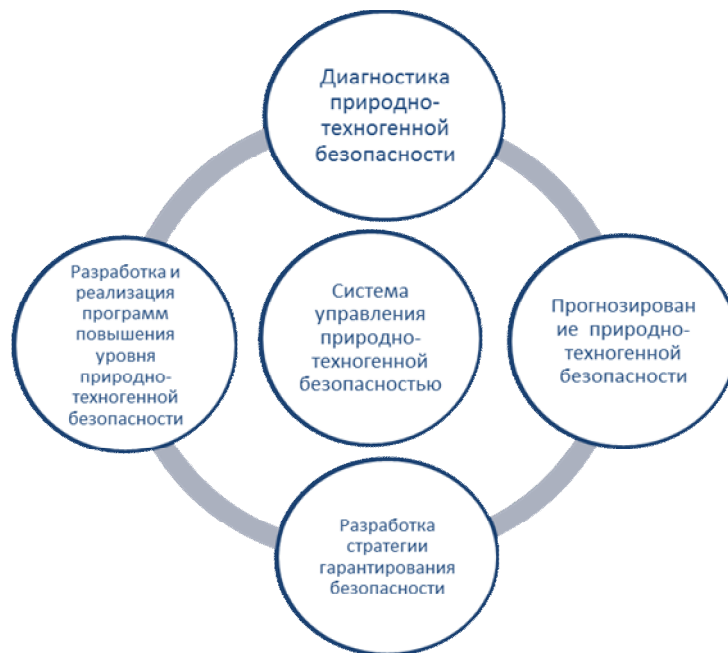 Диагностика
природно-
техногенной
безопасности
Разработка и
реализация
программ
повышения
уровня
природно-
техногенной
безопасности
Система
управления
природно-
техногенной
безопасностью
Прогнозирован
ие природно-
техногенной
безопасности
Разработка
стратегии
гарантирования
безопасности